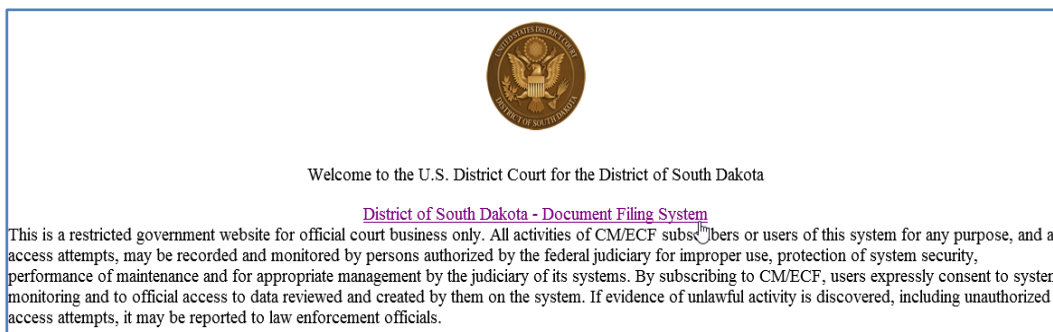 UNITED STATES DISTRICT COURT
DISTRICT OF SOUTH DAKOTA
Welcome to the U.S. District Court for the District of South Dakota
District of South Dakota - Document Filing System
This is a restricted government website for official court business only. All activities of CM/ECF subscribers or users of this system for any purpose, and a
access attempts, may be recorded and monitored by persons authorized by the federal judiciary for improper use, protection of system security,
performance of maintenance and for appropriate management by the judiciary of its systems. By subscribing to CM/ECF, users expressly consent to system
monitoring and to official access to data reviewed and created by them on the system. If evidence of unlawful activity is discovered, including unauthorized
access attempts, it may be reported to law enforcement officials.